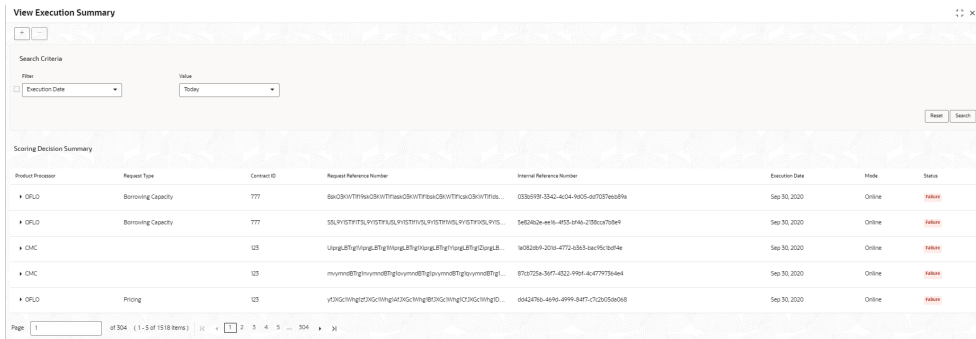 View Execution Summary
Search Criteria
Filter Value
Execution Date Today
Reset Search
Scoring Decision Summary
Product Processor Request Type Contract ID Request Reference Number Internal Reference Number Execution Date Mode Status
OFLO Borrowing Capacity 777 Sep 30, 2020 Online Failure
OFLO Borrowing Capacity 777 Sep 30, 2020 Online Failure
CMC 123 Sep 30, 2020 Online Failure
CMC 123 Sep 30, 2020 Online Failure
OFLO Pricing 123 Sep 30, 2020 Online Failure
Page 1 of 304 (1 - 5 of 1518 items) 1 2 3 4 5 ... 304